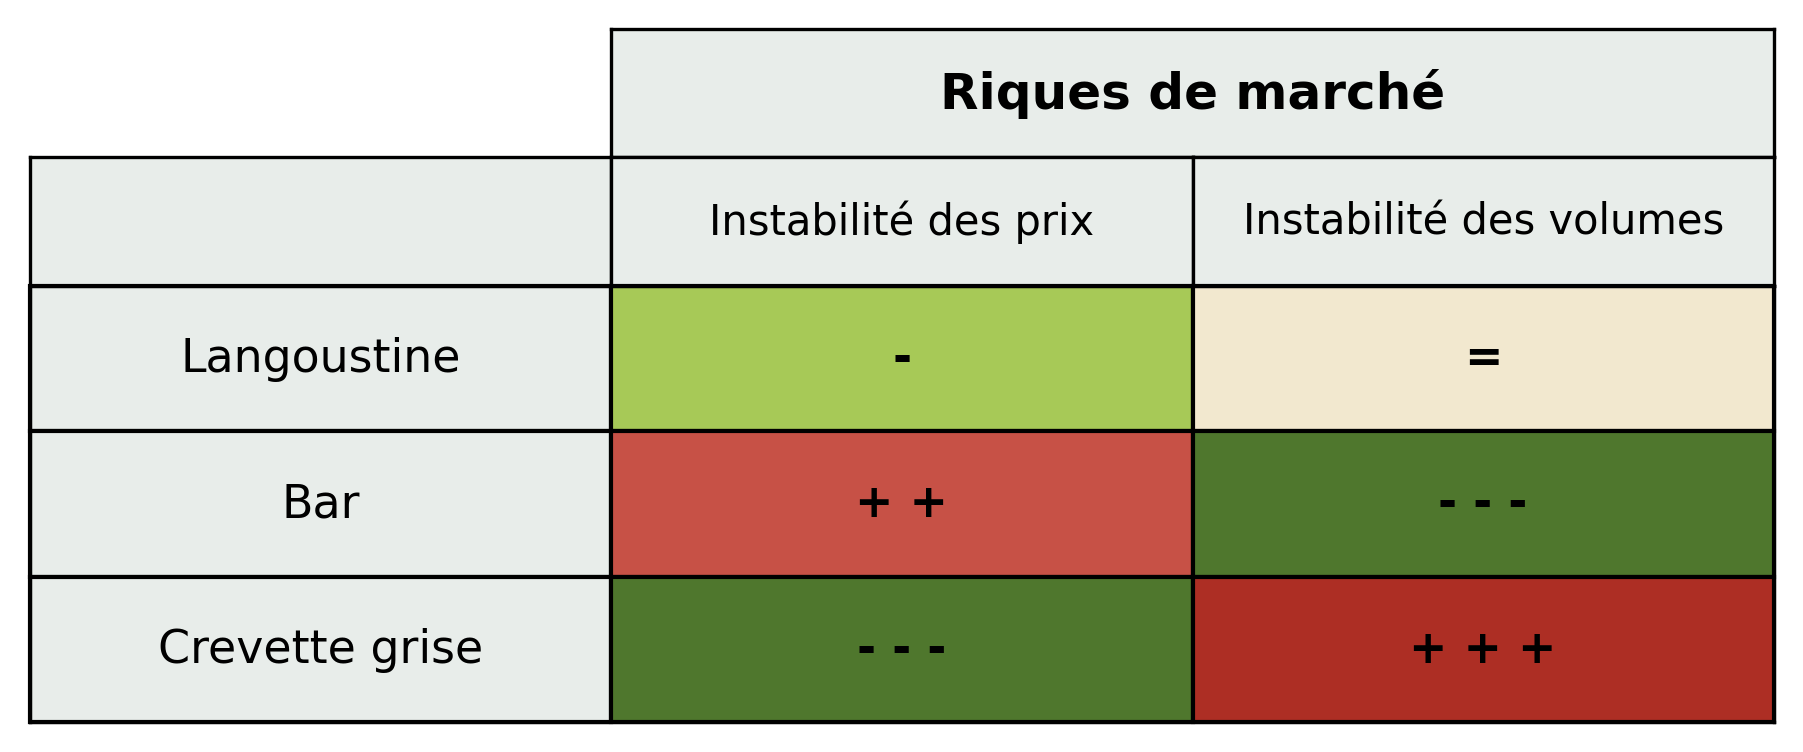 Riques de marché
Instabilité des prix Instabilité des volumes
Langoustine - =
Bar + + - - -
Crevette grise - - - + + +